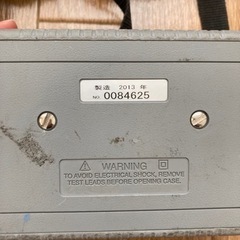 製造 2013 年
NO. 0084625
⚠ WARNING
TO AVOID ELECTRICAL SHOCK, REMOVE
TEST LEADS BEFORE OPENING CASE.